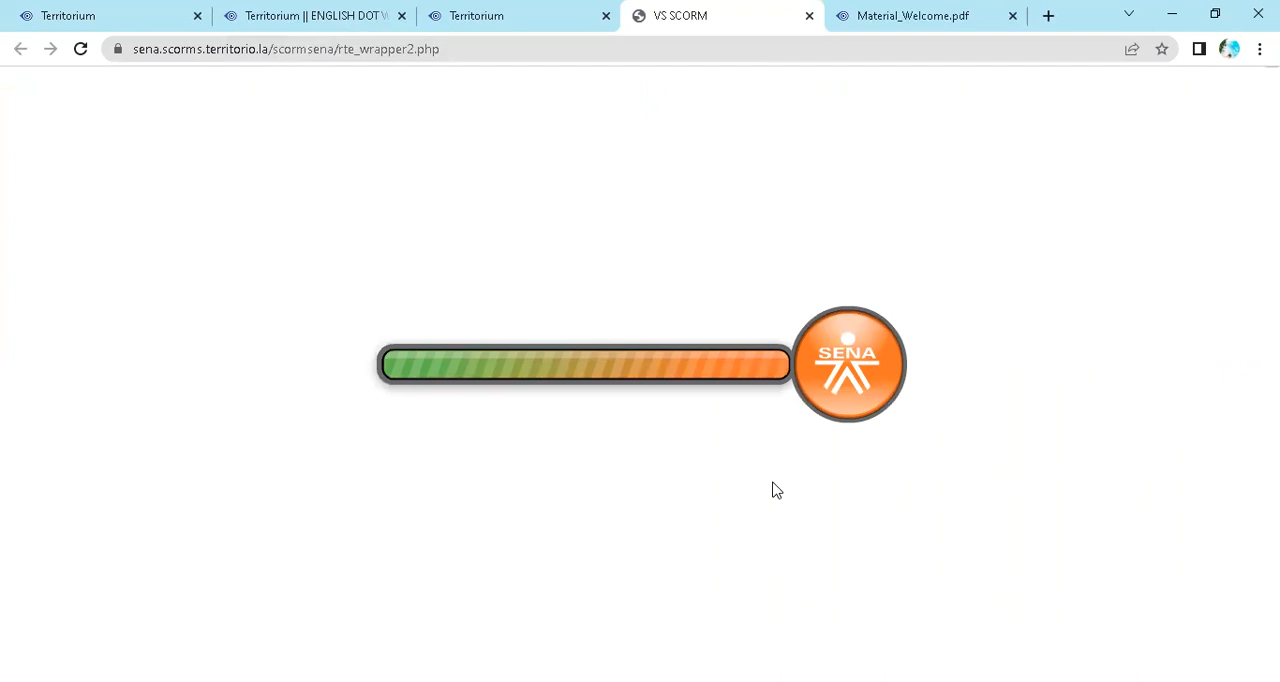 Territorium
Territorium || ENGLISH DOT W
Territorium
VS SCORM
Material_Welcome.pdf
sena.scorms.territorio.la/scormsena/rte_wrapper2.php
SENA